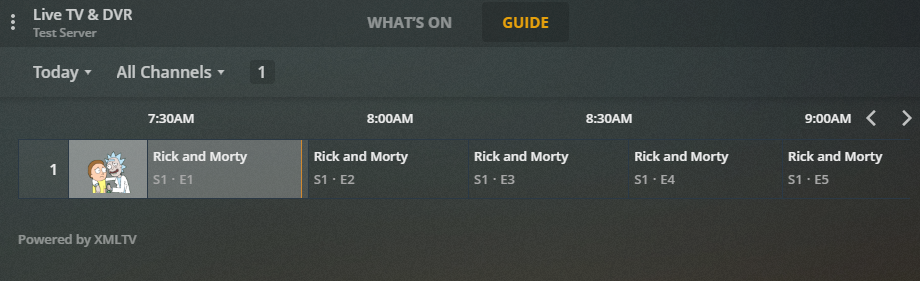 Live TV & DVR
Test Server
WHAT'S ON
GUIDE
Today
All Channels
1
7:30AM 8:00AM 8:30AM 9:00AM
1
Rick and Morty
S1 · E1
Rick and Morty
S1 · E2
Rick and Morty
S1 · E3
Rick and Morty
S1 · E4
Rick and Morty
S1 · E5
Powered by XMLTV